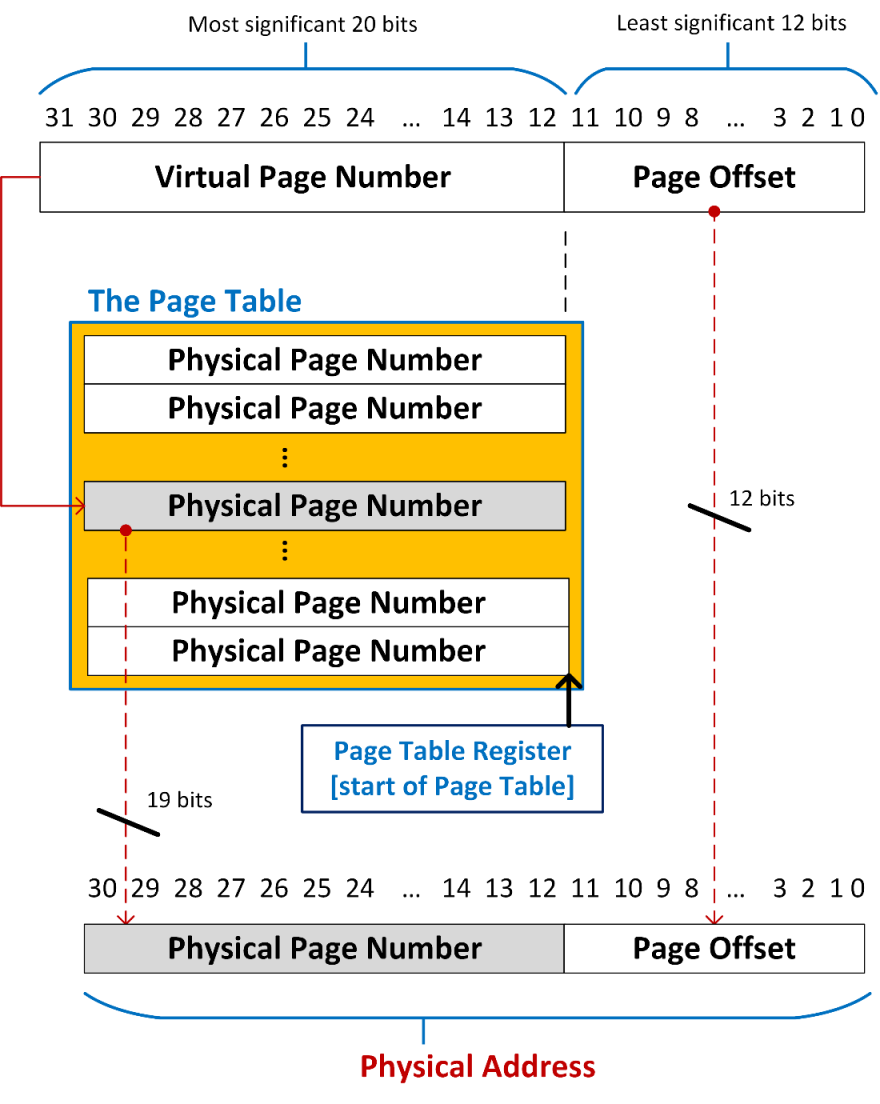 Most significant 20 bits
Least significant 12 bits
31 30 29 28 27 26 25 24 ... 14 13 12 11 10 9 8 ... 3 2 1 0
Virtual Page Number
Page Offset
The Page Table
Physical Page Number
Physical Page Number
⋮
Physical Page Number
12 bits
⋮
Physical Page Number
Physical Page Number
Page Table Register
[start of Page Table]
19 bits
30 29 28 27 26 25 24 ... 14 13 12 11 10 9 8 ... 3 2 1 0
Physical Page Number
Page Offset
Physical Address